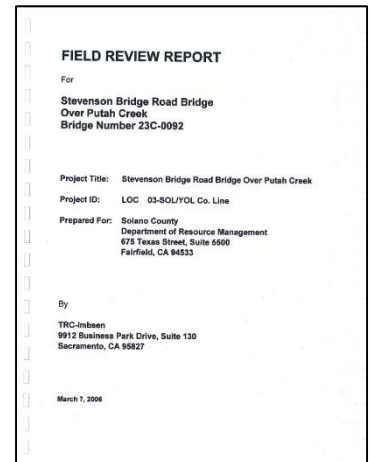 FIELD REVIEW REPORT
For
Stevenson Bridge Road Bridge
Over Putah Creek
Bridge Number 23C-0092
Project Title: Stevenson Bridge Road Bridge Over Putah Creek
Project ID: LOC 03-SOL/YOL Co. Line
Prepared For: Solano County
Department of Resource Management
675 Texas Street, Suite 5500
Fairfield, CA 94533
By
TRC-Imbsen
9912 Business Park Drive, Suite 130
Sacramento, CA 95827
March 7, 2006